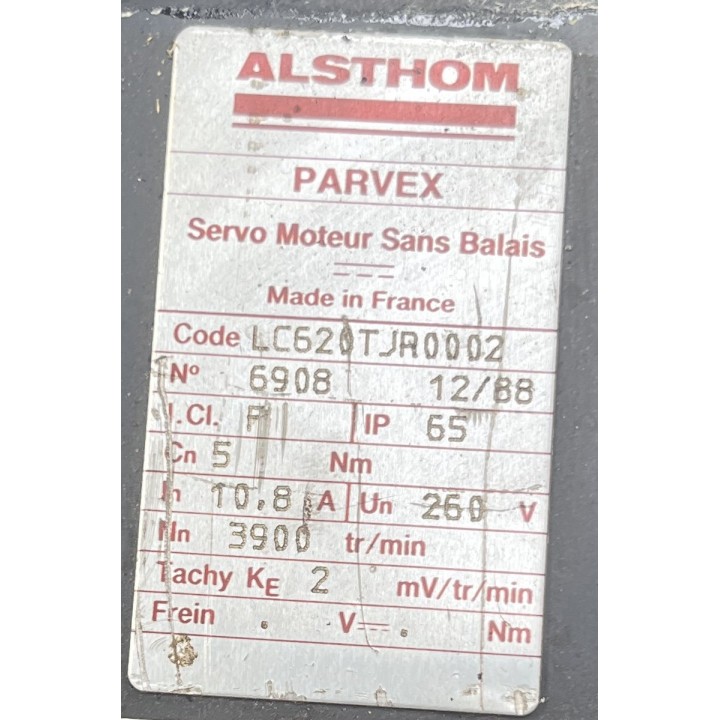 ALSTHOM
PARVEX
Servo Moteur Sans Balais
Made in France
Code LC620TJR0002
Nº 6908 12/88
I.Cl. F IP 65
Cn 5 Nm
In 10,8 A Un 260 V
Nn 3900 tr/min
Tachy KE 2 mV/tr/min
Frein . V . Nm